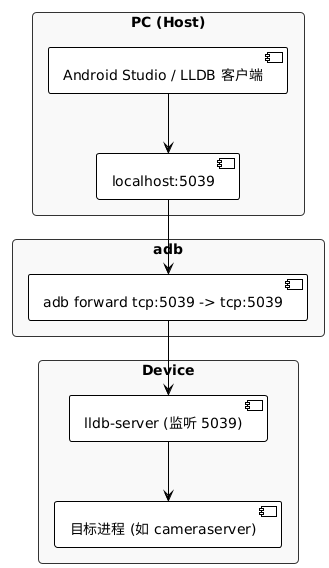 PC (Host)
Android Studio / LLDB 客户端
localhost:5039
adb
adb forward tcp:5039 -> tcp:5039
Device
lldb-server (监听 5039)
目标进程 (如 cameraserver)